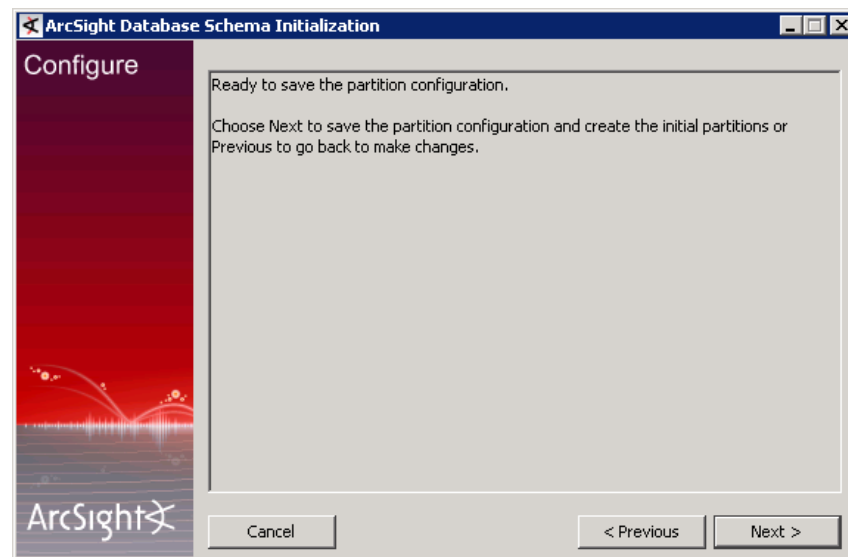 ArcSight Database Schema Initialization
Configure
Ready to save the partition configuration.
Choose Next to save the partition configuration and create the initial partitions or
Previous to go back to make changes.
ArcSight
Cancel
< Previous
Next >